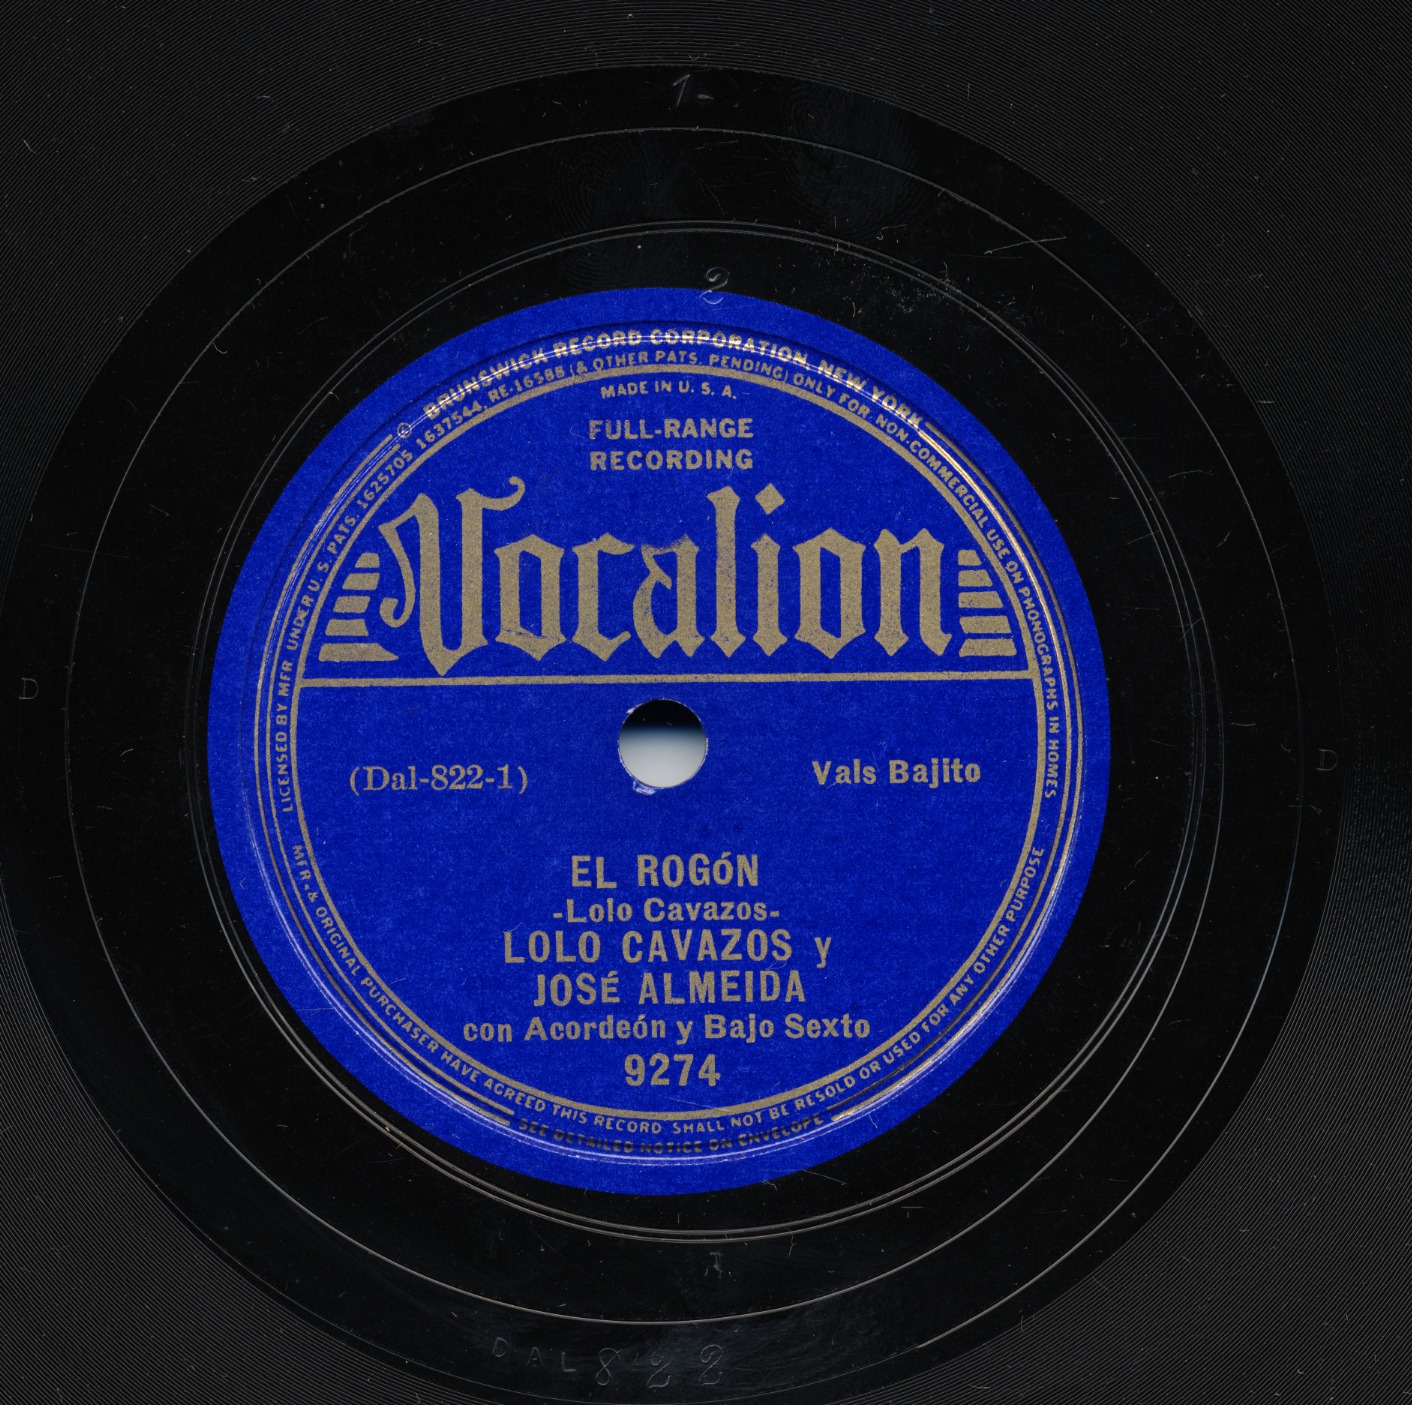 1-
2
© BRUNSWICK RECORD CORPORATION, NEW YORK
LICENSED BY MFR. UNDER U. S. PATS. 1625705 1637544, RE-16588 (& OTHER PATS. PENDING) ONLY FOR NON-COMMERCIAL USE ON PHONOGRAPHS IN HOMES
MADE IN U. S. A.
FULL-RANGE
RECORDING
Vocalion
D
D
(Dal-822-1)
Vals Bajito
EL ROGÓN
-Lolo Cavazos-
LOLO CAVAZOS y
JOSÉ ALMEIDA
con Acordeón y Bajo Sexto
9274
MFR. & ORIGINAL PURCHASER HAVE AGREED THIS RECORD SHALL NOT BE RESOLD OR USED FOR ANY OTHER PURPOSE
SEE DETAILED NOTICE ON ENVELOPE
DAL 822